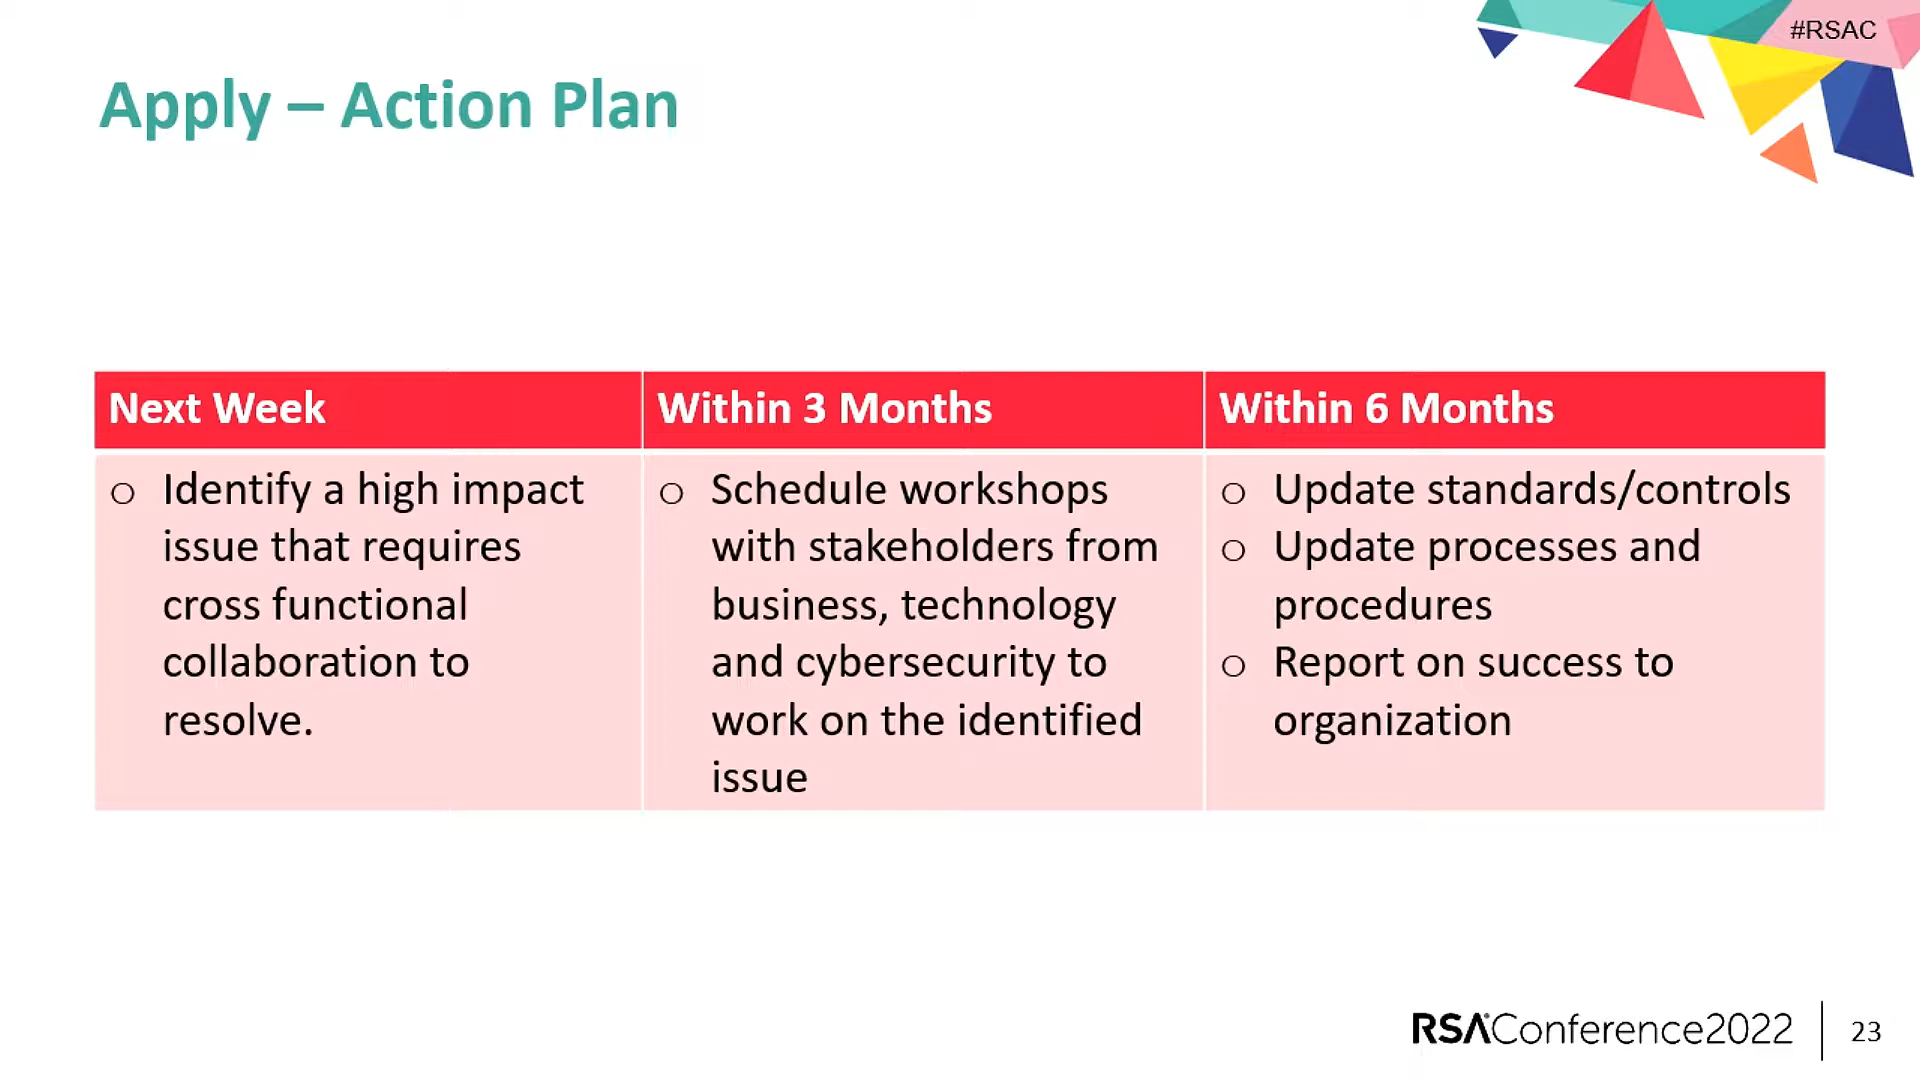 #RSAC
Apply – Action Plan
Next Week
Within 3 Months
Within 6 Months
o Identify a high impact
issue that requires
cross functional
collaboration to
resolve.
o Schedule workshops
with stakeholders from
business, technology
and cybersecurity to
work on the identified
issue
o Update standards/controls
o Update processes and
procedures
o Report on success to
organization
RSAConference2022
23